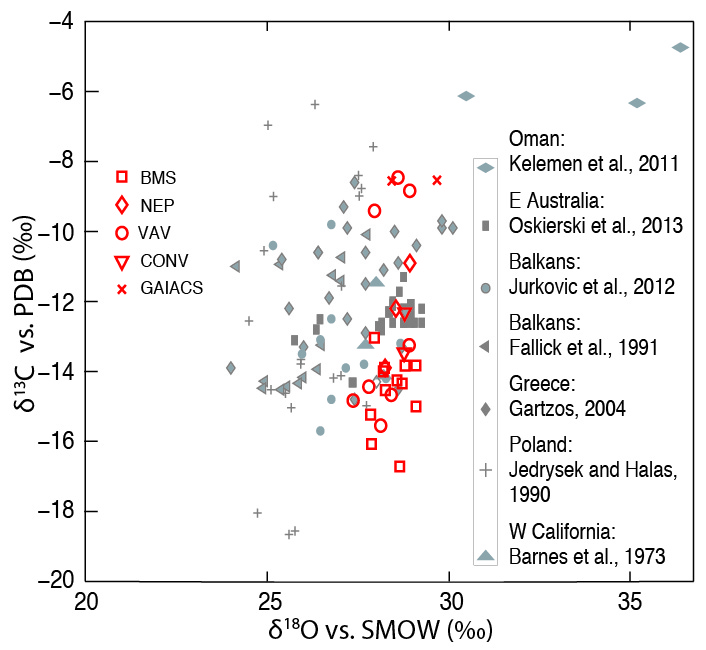 −4
−6
−8
−10
−12
−14
−16
−18
−20
δ13C vs. PDB (‰)
20
25
30
35
δ18O vs. SMOW (‰)
BMS
NEP
VAV
CONV
GAIACS
Oman:
Kelemen et al., 2011
E Australia:
Oskierski et al., 2013
Balkans:
Jurkovic et al., 2012
Balkans:
Fallick et al., 1991
Greece:
Gartzos, 2004
Poland:
Jedrysek and Halas,
1990
W California:
Barnes et al., 1973